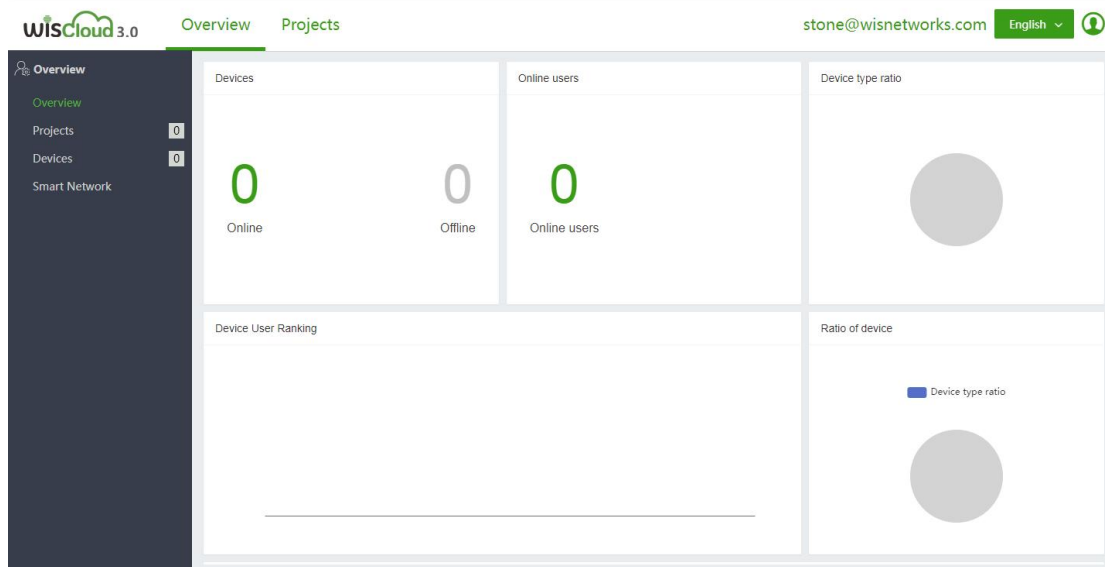 wiscloud 3.0
Overview
Projects
stone@wisnetworks.com
English
Overview
Overview
Projects 0
Devices 0
Smart Network
Devices
0
Online
0
Offline
Online users
0
Online users
Device type ratio
Device User Ranking
Ratio of device
Device type ratio